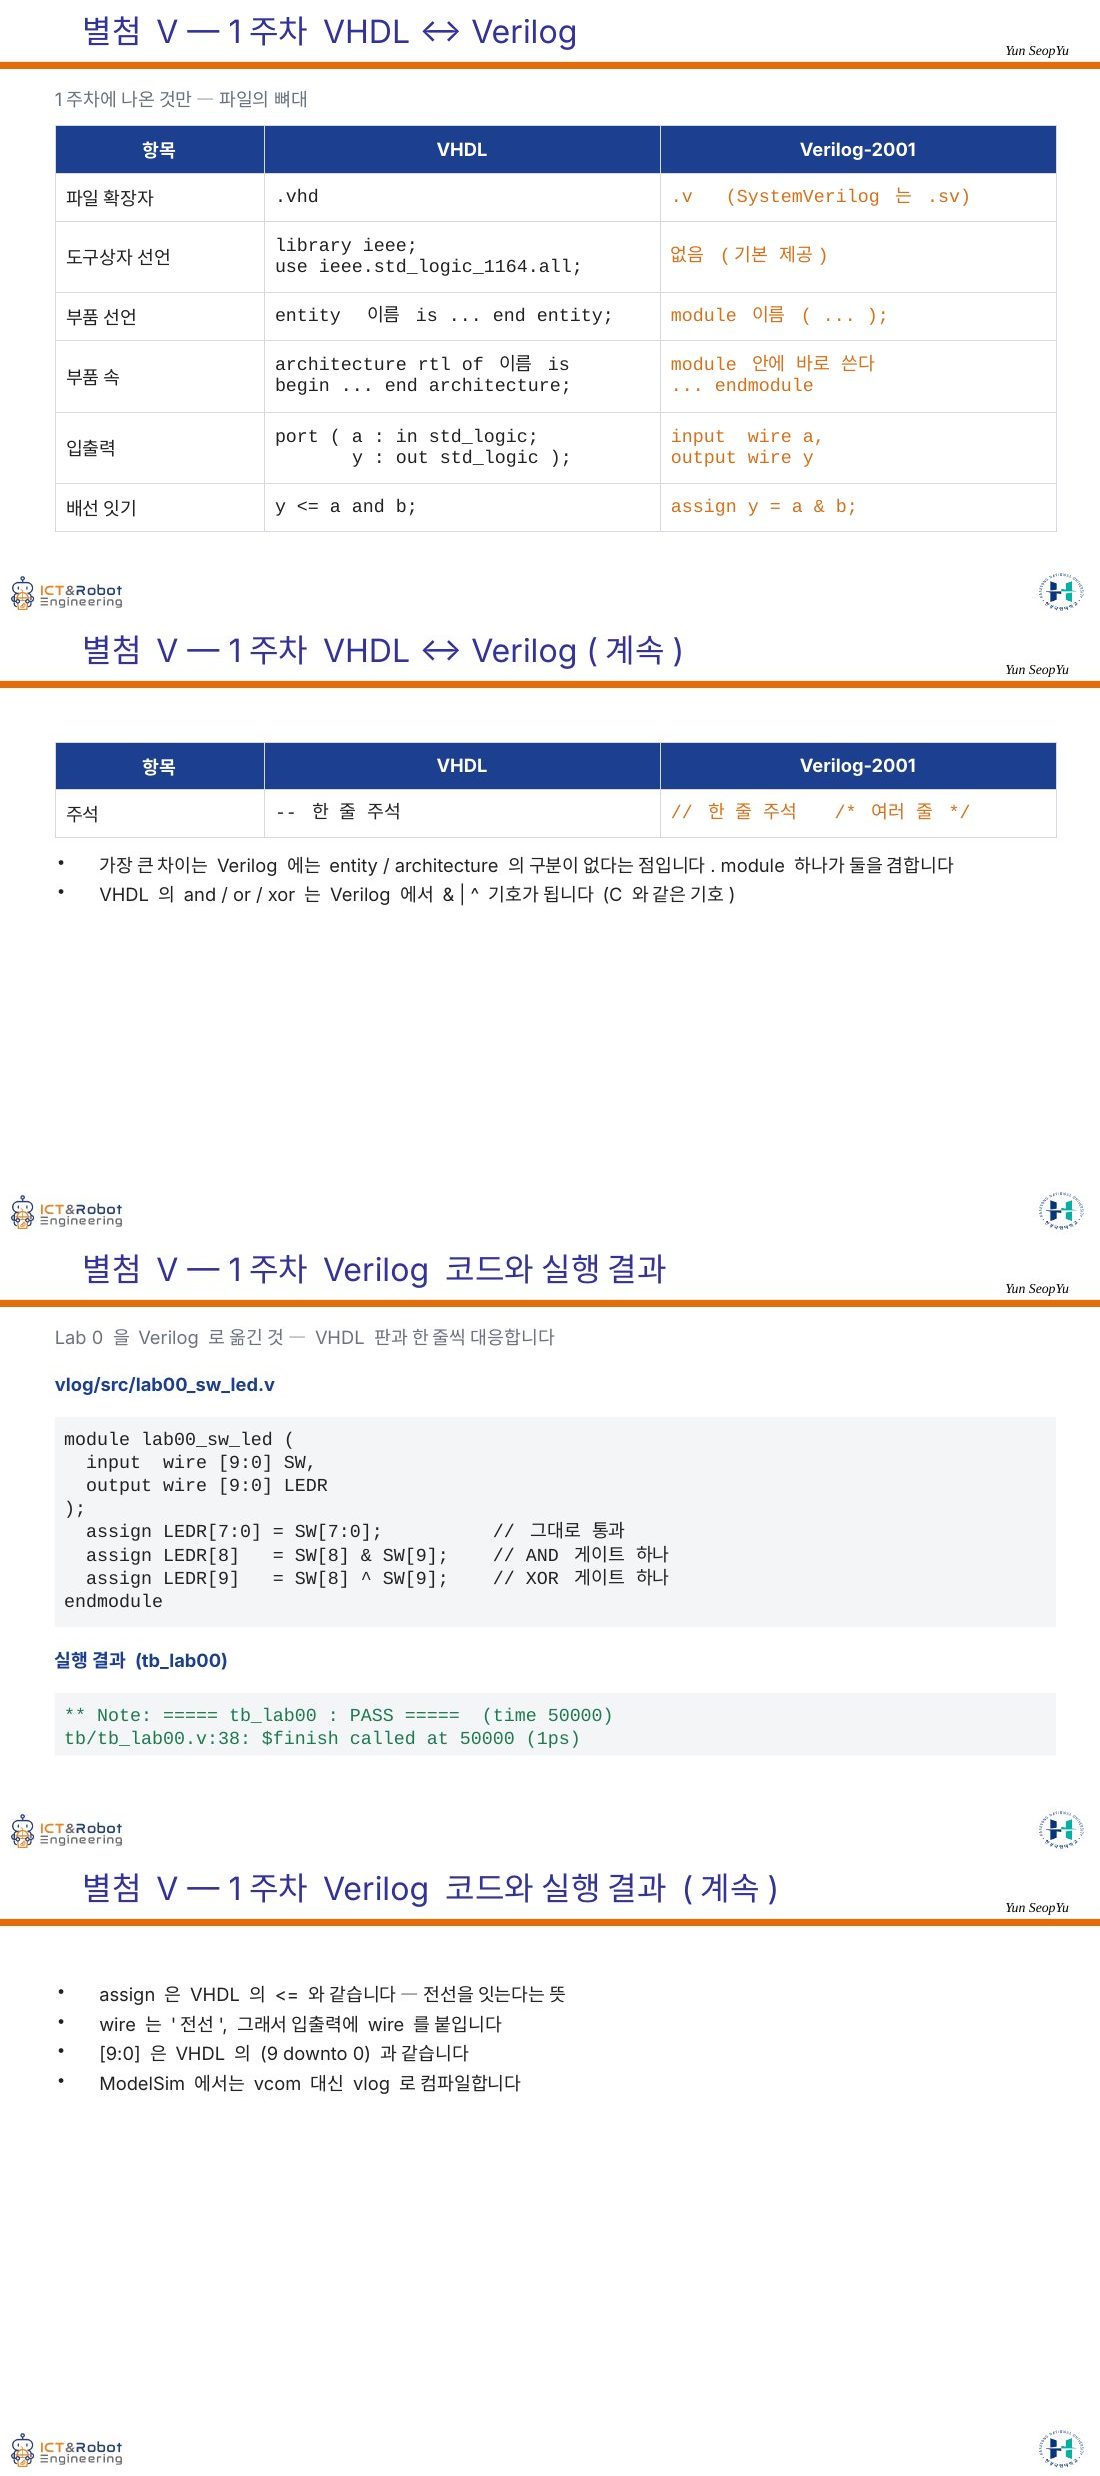 별첨 V — 1주차 VHDL ↔ Verilog
Yun SeopYu
1주차에 나온 것만 — 파일의 뼈대
항목 VHDL Verilog-2001
파일 확장자 .vhd .v (SystemVerilog 는 .sv)
도구상자 선언 library ieee;
use ieee.std_logic_1164.all; 없음 (기본 제공)
부품 선언 entity 이름 is ... end entity; module 이름 ( ... );
부품 속 architecture rtl of 이름 is
begin ... end architecture; module 안에 바로 쓴다
... endmodule
입출력 port ( a : in std_logic;
y : out std_logic ); input wire a,
output wire y
배선 잇기 y <= a and b; assign y = a & b;
ICT&Robot
Engineering
별첨 V — 1주차 VHDL ↔ Verilog (계속)
Yun SeopYu
항목 VHDL Verilog-2001
주석 -- 한 줄 주석 // 한 줄 주석 /* 여러 줄 */
• 가장 큰 차이는 Verilog 에는 entity / architecture 의 구분이 없다는 점입니다. module 하나가 둘을 겸합니다
• VHDL 의 and / or / xor 는 Verilog 에서 & | ^ 기호가 됩니다 (C 와 같은 기호)
ICT&Robot
Engineering
별첨 V — 1주차 Verilog 코드와 실행 결과
Yun SeopYu
Lab 0 을 Verilog 로 옮긴 것 — VHDL 판과 한 줄씩 대응합니다
vlog/src/lab00_sw_led.v
module lab00_sw_led (
input  wire [9:0] SW,
output wire [9:0] LEDR
);
assign LEDR[7:0] = SW[7:0]; // 그대로 통과
assign LEDR[8] = SW[8] & SW[9]; // AND 게이트 하나
assign LEDR[9] = SW[8] ^ SW[9]; // XOR 게이트 하나
endmodule
실행 결과 (tb_lab00)
** Note: ===== tb_lab00 : PASS ===== (time 50000)
tb/tb_lab00.v:38: $finish called at 50000 (1ps)
ICT&Robot
Engineering
별첨 V — 1주차 Verilog 코드와 실행 결과 (계속)
Yun SeopYu
• assign 은 VHDL 의 <= 와 같습니다 — 전선을 잇는다는 뜻
• wire 는 '전선', 그래서 입출력에 wire 를 붙입니다
• [9:0] 은 VHDL 의 (9 downto 0) 과 같습니다
• ModelSim 에서는 vcom 대신 vlog 로 컴파일합니다
ICT&Robot
Engineering